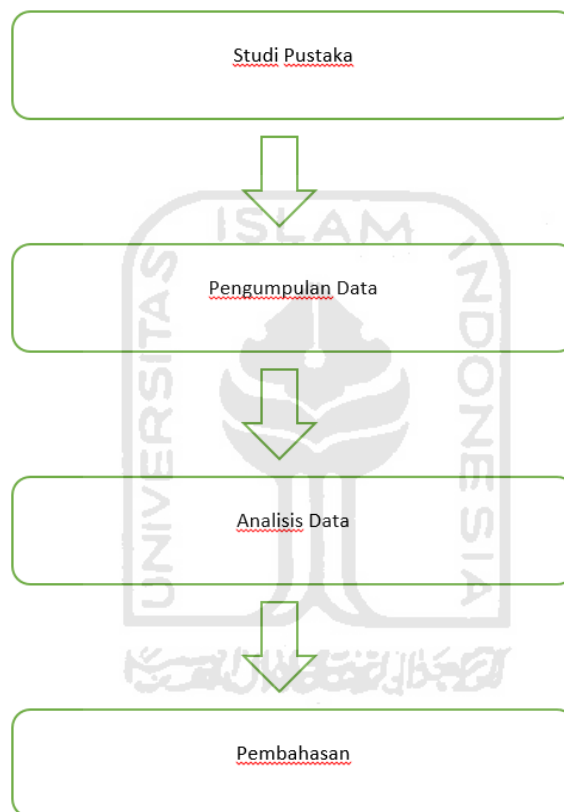 Studi Pustaka
ISLAM
UNIVERSITAS
INDONESIA
Pengumpulan Data
Analisis Data
Pembahasan